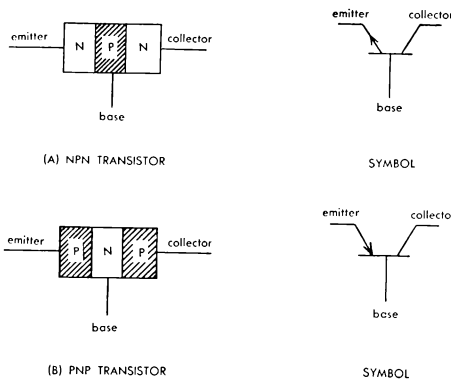 emitter
N P N
collector
base
(A) NPN TRANSISTOR
emitter
collector
base
SYMBOL
emitter
P N P
collector
base
(B) PNP TRANSISTOR
emitter
collecto
base
SYMBOL